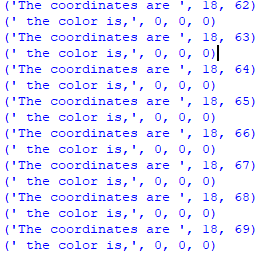 ('The coordinates are ', 18, 62)
(' the color is,', 0, 0, 0)
('The coordinates are ', 18, 63)
(' the color is,', 0, 0, 0)
('The coordinates are ', 18, 64)
(' the color is,', 0, 0, 0)
('The coordinates are ', 18, 65)
(' the color is,', 0, 0, 0)
('The coordinates are ', 18, 66)
(' the color is,', 0, 0, 0)
('The coordinates are ', 18, 67)
(' the color is,', 0, 0, 0)
('The coordinates are ', 18, 68)
(' the color is,', 0, 0, 0)
('The coordinates are ', 18, 69)
(' the color is,', 0, 0, 0)